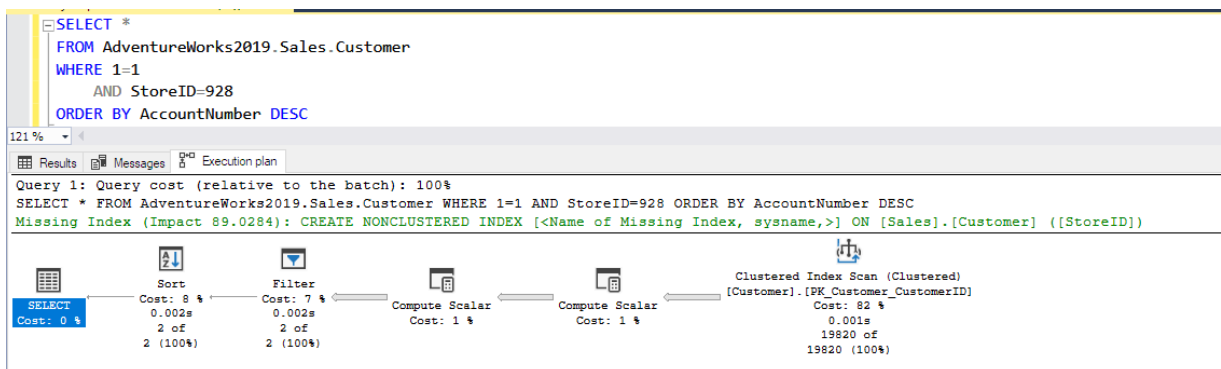 SELECT *
FROM AdventureWorks2019.Sales.Customer
WHERE 1=1
AND StoreID=928
ORDER BY AccountNumber DESC
121 %
Results Messages Execution plan
Query 1: Query cost (relative to the batch): 100%
SELECT * FROM AdventureWorks2019.Sales.Customer WHERE 1=1 AND StoreID=928 ORDER BY AccountNumber DESC
Missing Index (Impact 89.0284): CREATE NONCLUSTERED INDEX [<Name of Missing Index, sysname,>] ON [Sales].[Customer] ([StoreID])
SELECT
Cost: 0 %
Sort
Cost: 8 %
0.002s
2 of
2 (100%)
Filter
Cost: 7 %
0.002s
2 of
2 (100%)
Compute Scalar
Cost: 1 %
Compute Scalar
Cost: 1 %
Clustered Index Scan (Clustered)
[Customer].[PK_Customer_CustomerID]
Cost: 82 %
0.001s
19820 of
19820 (100%)